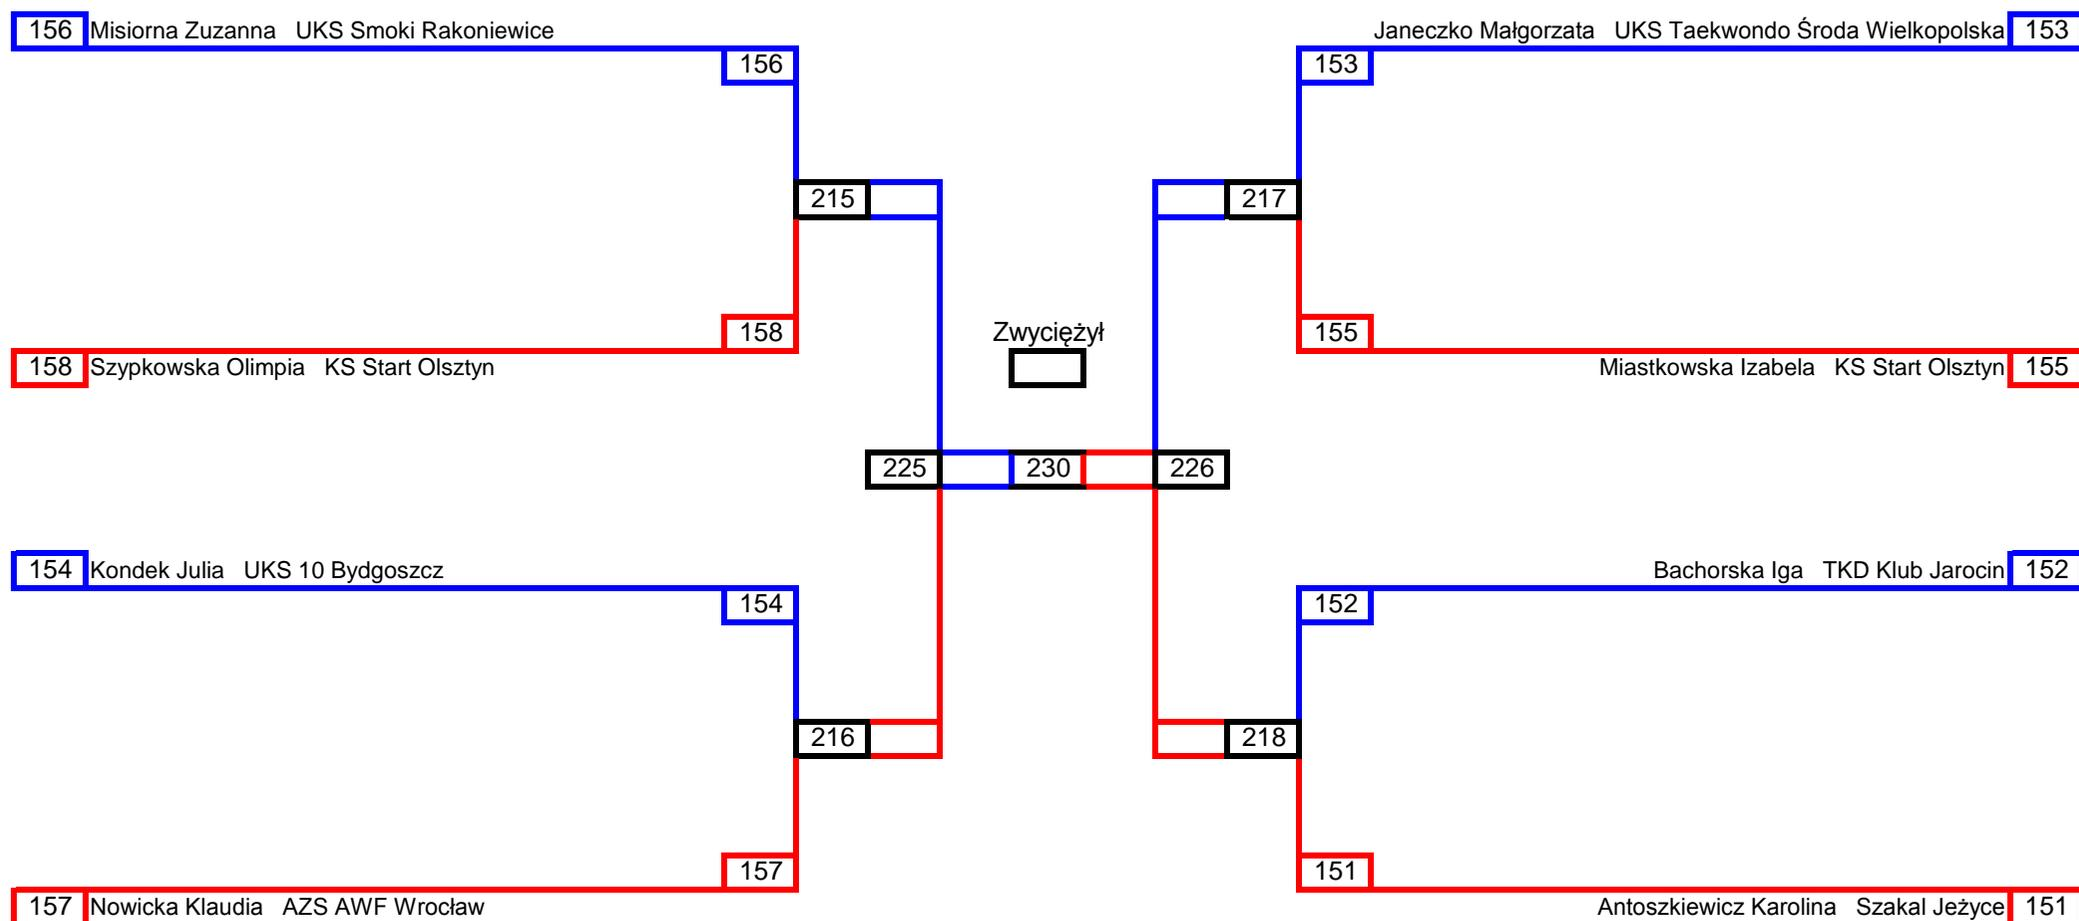 156 Misiorna Zuzanna UKS Smoki Rakoniewice
Janeczko Małgorzata UKS Taekwondo Środa Wielkopolska 153
156
153
215
217
158
Zwyciężył
155
158 Szypkowska Olimpia KS Start Olsztyn
Miastkowska Izabela KS Start Olsztyn 155
225
230
226
154 Kondek Julia UKS 10 Bydgoszcz
Bachorska Iga TKD Klub Jarocin 152
154
152
216
218
157
151
157 Nowicka Klaudia AZS AWF Wrocław
Antoszkiewicz Karolina Szakal Jeżyce 151